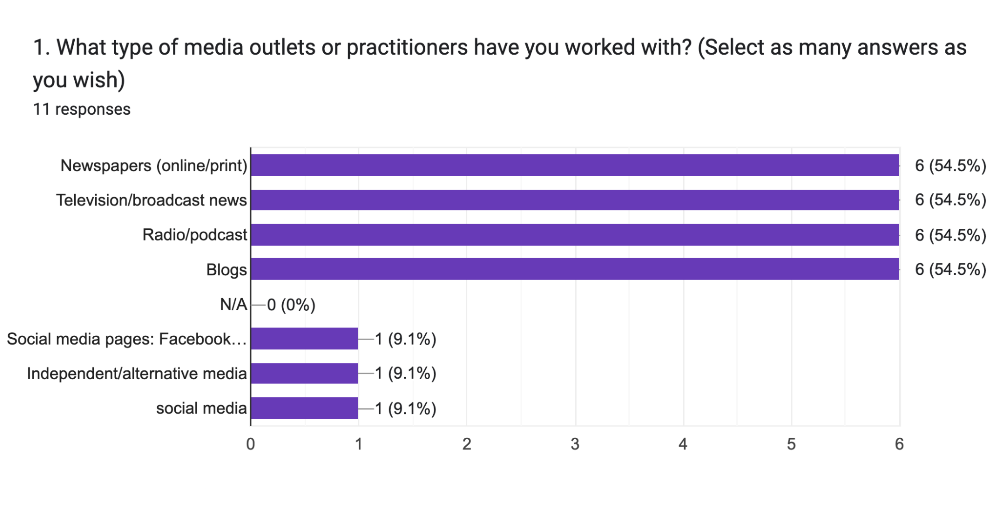 1. What type of media outlets or practitioners have you worked with? (Select as many answers as
you wish)
11 responses
Newspapers (online/print) 6 (54.5%)
Television/broadcast news 6 (54.5%)
Radio/podcast 6 (54.5%)
Blogs 6 (54.5%)
N/A 0 (0%)
Social media pages: Facebook… 1 (9.1%)
Independent/alternative media 1 (9.1%)
social media 1 (9.1%)
0 1 2 3 4 5 6